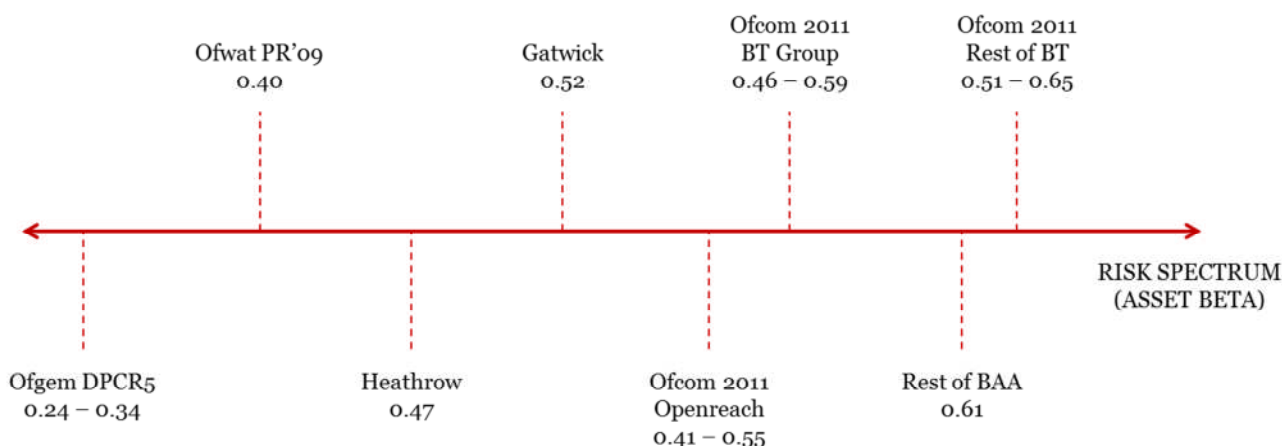 Ofwat PR’09
0.40
Gatwick
0.52
Ofcom 2011
BT Group
0.46 – 0.59
Ofcom 2011
Rest of BT
0.51 – 0.65
RISK SPECTRUM
(ASSET BETA)
Ofgem DPCR5
0.24 – 0.34
Heathrow
0.47
Ofcom 2011
Openreach
0.41 – 0.55
Rest of BAA
0.61